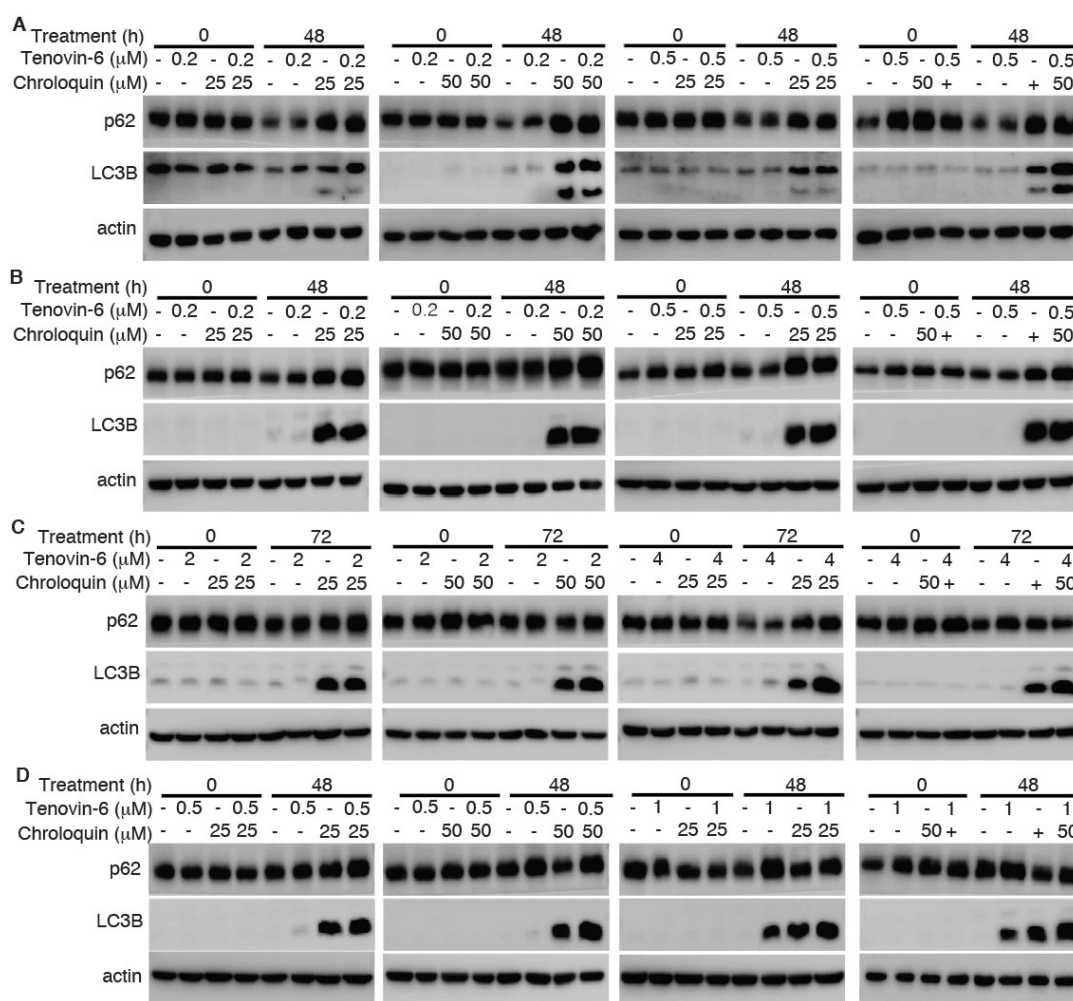 A
Treatment (h) 0 48 0 48 0 48 0 48
Tenovin-6 (μM) - 0.2 - 0.2 - 0.2 - 0.2 - 0.2 - 0.2 - 0.2 - 0.2 - 0.5 - 0.5 - 0.5 - 0.5 - 0.5 - 0.5 - 0.5 - 0.5
Chroloquin (μM) - - 25 25 - - 25 25 - - 50 50 - - 50 50 - - 25 25 - - 25 25 - - 50 + - - + 50
p62
LC3B
actin
B
Treatment (h) 0 48 0 48 0 48 0 48
Tenovin-6 (μM) - 0.2 - 0.2 - 0.2 - 0.2 - 0.2 - 0.2 - 0.2 - 0.2 - 0.5 - 0.5 - 0.5 - 0.5 - 0.5 - 0.5 - 0.5 - 0.5
Chroloquin (μM) - - 25 25 - - 25 25 - - 50 50 - - 50 50 - - 25 25 - - 25 25 - - 50 + - - + 50
p62
LC3B
actin
C
Treatment (h) 0 72 0 72 0 72 0 72
Tenovin-6 (μM) - 2 - 2 - 2 - 2 - 2 - 2 - 2 - 2 - 4 - 4 - 4 - 4 - 4 - 4 - 4 - 4
Chroloquin (μM) - - 25 25 - - 25 25 - - 50 50 - - 50 50 - - 25 25 - - 25 25 - - 50 + - - + 50
p62
LC3B
actin
D
Treatment (h) 0 48 0 48 0 48 0 48
Tenovin-6 (μM) - 0.5 - 0.5 - 0.5 - 0.5 - 0.5 - 0.5 - 0.5 - 0.5 - 1 - 1 - 1 - 1 - 1 - 1 - 1 - 1
Chroloquin (μM) - - 25 25 - - 25 25 - - 50 50 - - 50 50 - - 25 25 - - 25 25 - - 50 + - - + 50
p62
LC3B
actin